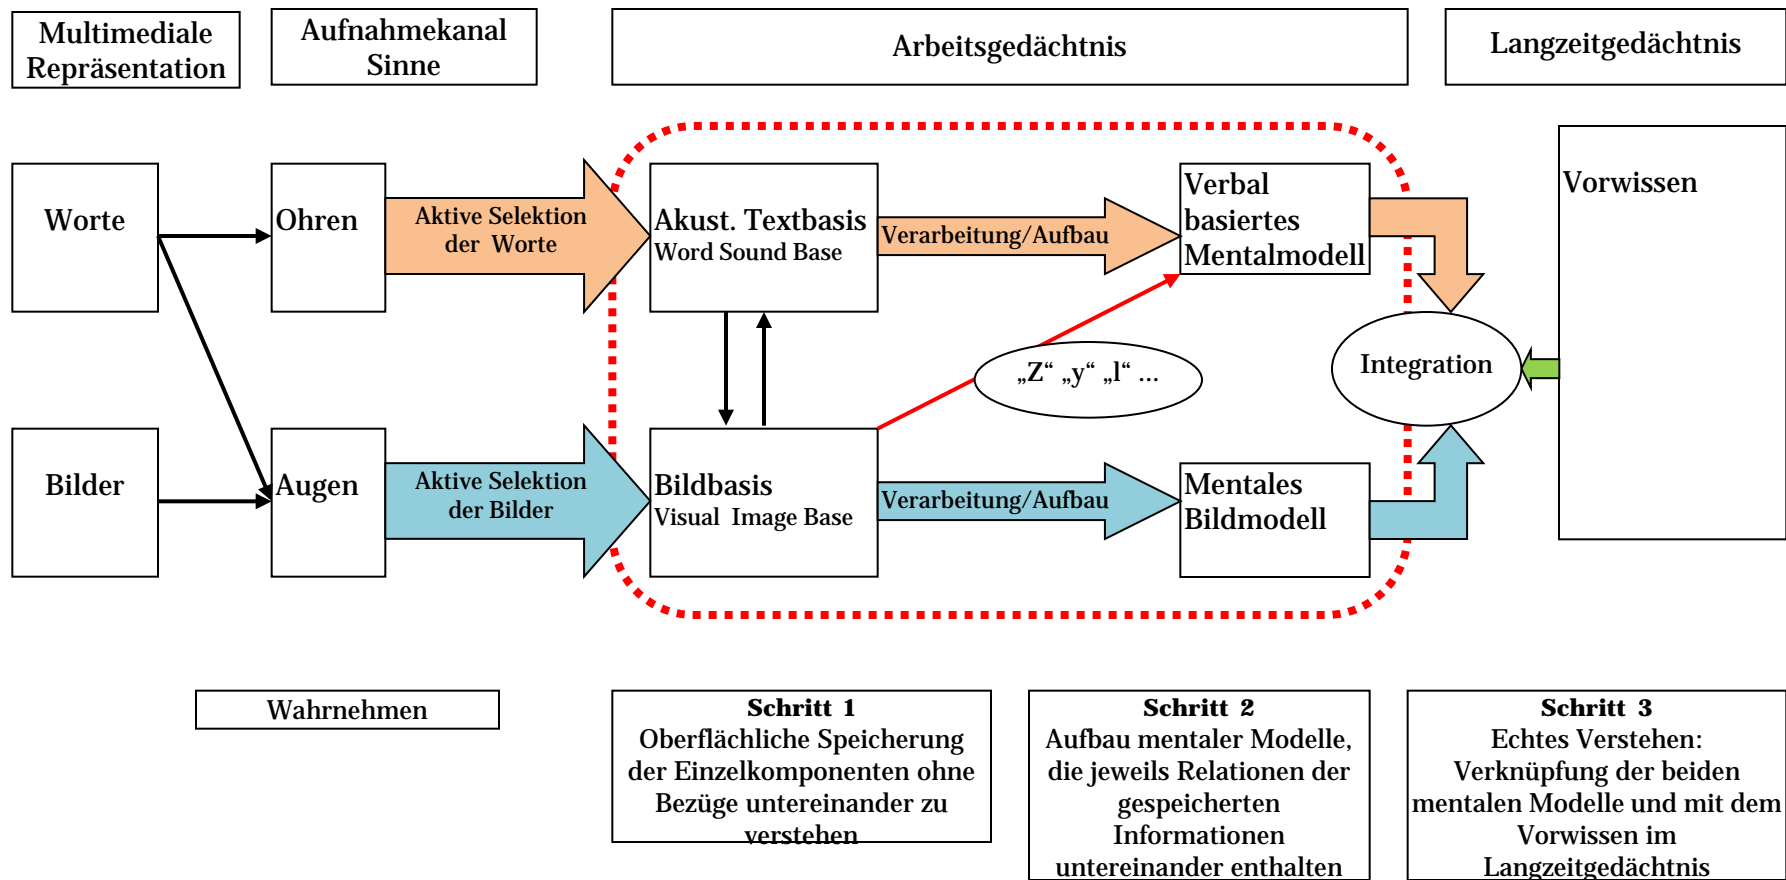 Multimediale
Repräsentation
Aufnahmekanal
Sinne
Arbeitsgedächtnis
Langzeitgedächtnis
Worte
Ohren
Aktive Selektion
der Worte
Akust. Textbasis
Word Sound Base
Verarbeitung/Aufbau
Verbal
basiertes
Mentalmodell
Vorwissen
„Z“ „y“ „l“ ...
Integration
Bilder
Augen
Aktive Selektion
der Bilder
Bildbasis
Visual Image Base
Verarbeitung/Aufbau
Mentales
Bildmodell
Wahrnehmen
Schritt 1
Oberflächliche Speicherung
der Einzelkomponenten ohne
Bezüge untereinander zu
verstehen
Schritt 2
Aufbau mentaler Modelle,
die jeweils Relationen der
gespeicherten
Informationen
untereinander enthalten
Schritt 3
Echtes Verstehen:
Verknüpfung der beiden
mentalen Modelle und mit dem
Vorwissen im
Langzeitgedächtnis